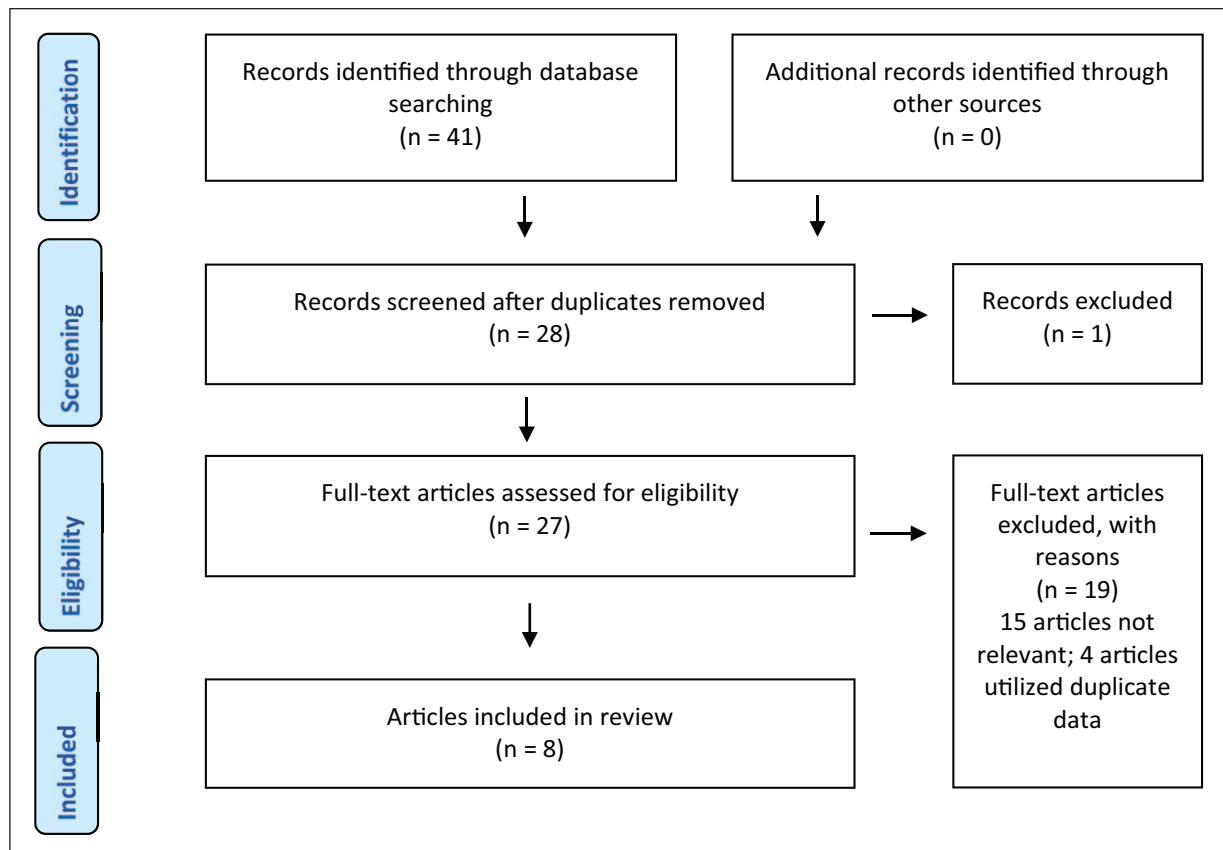 Identification
Records identified through database
searching
(n = 41)
Additional records identified through
other sources
(n = 0)
Screening
Records screened after duplicates removed
(n = 28)
Records excluded
(n = 1)
Eligibility
Full-text articles assessed for eligibility
(n = 27)
Full-text articles
excluded, with
reasons
(n = 19)
15 articles not
relevant; 4 articles
utilized duplicate
data
Included
Articles included in review
(n = 8)